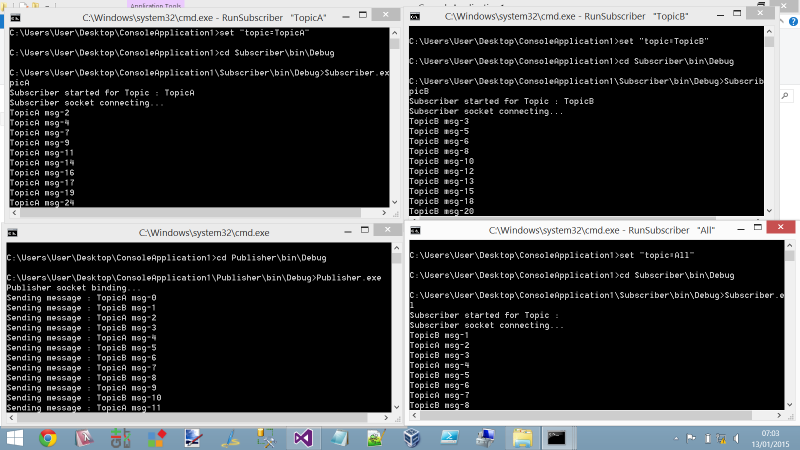 Application Tools
C:\Windows\system32\cmd.exe - RunSubscriber "TopicA"
C:\Users\User\Desktop\ConsoleApplication1>set "topic=TopicA"
C:\Users\User\Desktop\ConsoleApplication1>cd Subscriber\bin\Debug
C:\Users\User\Desktop\ConsoleApplication1\Subscriber\bin\Debug>Subscriber.ex
picA
Subscriber started for Topic : TopicA
Subscriber socket connecting...
TopicA msg-2
TopicA msg-4
TopicA msg-7
TopicA msg-9
TopicA msg-11
TopicA msg-14
TopicA msg-16
TopicA msg-17
TopicA msg-19
TopicA msg-24
C:\Windows\system32\cmd.exe - RunSubscriber "TopicB"
C:\Users\User\Desktop\ConsoleApplication1>set "topic=TopicB"
C:\Users\User\Desktop\ConsoleApplication1>cd Subscriber\bin\Debug
C:\Users\User\Desktop\ConsoleApplication1\Subscriber\bin\Debug>Subscrib
picB
Subscriber started for Topic : TopicB
Subscriber socket connecting...
TopicB msg-3
TopicB msg-5
TopicB msg-6
TopicB msg-8
TopicB msg-10
TopicB msg-12
TopicB msg-13
TopicB msg-15
TopicB msg-18
TopicB msg-20
C:\Windows\system32\cmd.exe
C:\Users\User\Desktop\ConsoleApplication1>cd Publisher\bin\Debug
C:\Users\User\Desktop\ConsoleApplication1\Publisher\bin\Debug>Publisher.exe
Publisher socket binding...
Sending message : TopicA msg-0
Sending message : TopicB msg-1
Sending message : TopicA msg-2
Sending message : TopicB msg-3
Sending message : TopicA msg-4
Sending message : TopicB msg-5
Sending message : TopicB msg-6
Sending message : TopicA msg-7
Sending message : TopicB msg-8
Sending message : TopicA msg-9
Sending message : TopicB msg-10
Sending message : TopicA msg-11
C:\Windows\system32\cmd.exe - RunSubscriber "All"
C:\Users\User\Desktop\ConsoleApplication1>set "topic=All"
C:\Users\User\Desktop\ConsoleApplication1>cd Subscriber\bin\Debug
C:\Users\User\Desktop\ConsoleApplication1\Subscriber\bin\Debug>Subscriber.e
l
Subscriber started for Topic :
Subscriber socket connecting...
TopicB msg-1
TopicA msg-2
TopicB msg-3
TopicA msg-4
TopicB msg-5
TopicB msg-6
TopicA msg-7
TopicB msg-8
07:03
13/01/2015